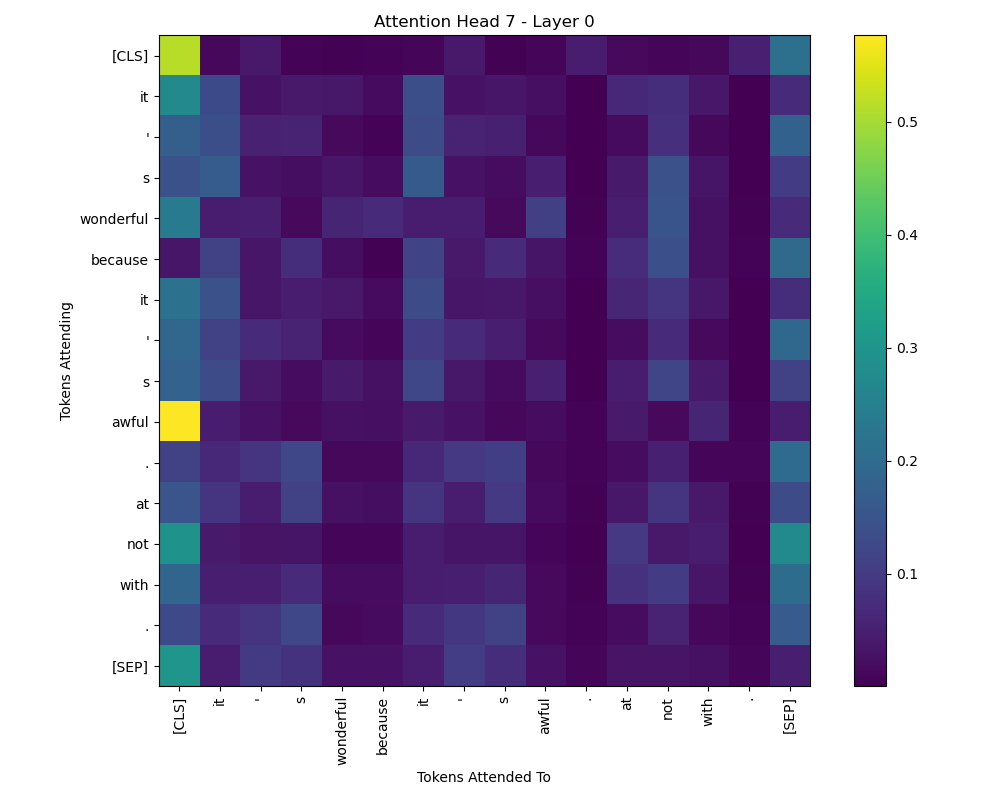 Attention Head 7 - Layer 0
[CLS]
it
'
s
wonderful
because
it
'
s
awful
.
at
not
with
.
[SEP]
Tokens Attending
[CLS]
it
'
s
wonderful
because
it
'
s
awful
.
at
not
with
.
[SEP]
Tokens Attended To
0.5
0.4
0.3
0.2
0.1